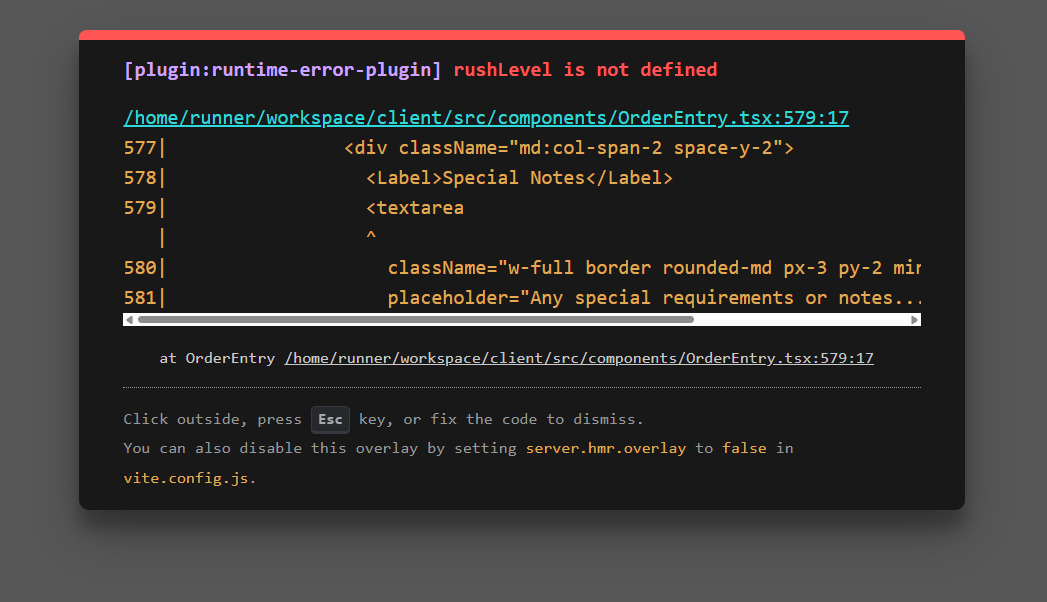 [plugin:runtime-error-plugin] rushLevel is not defined
/home/runner/workspace/client/src/components/OrderEntry.tsx:579:17
577|                <div className="md:col-span-2 space-y-2">
578|                  <Label>Special Notes</Label>
579|                  <textarea
   |                  ^
580|                    className="w-full border rounded-md px-3 py-2 min
581|                    placeholder="Any special requirements or notes...
at OrderEntry /home/runner/workspace/client/src/components/OrderEntry.tsx:579:17
Click outside, press Esc key, or fix the code to dismiss.
You can also disable this overlay by setting server.hmr.overlay to false in
vite.config.js.